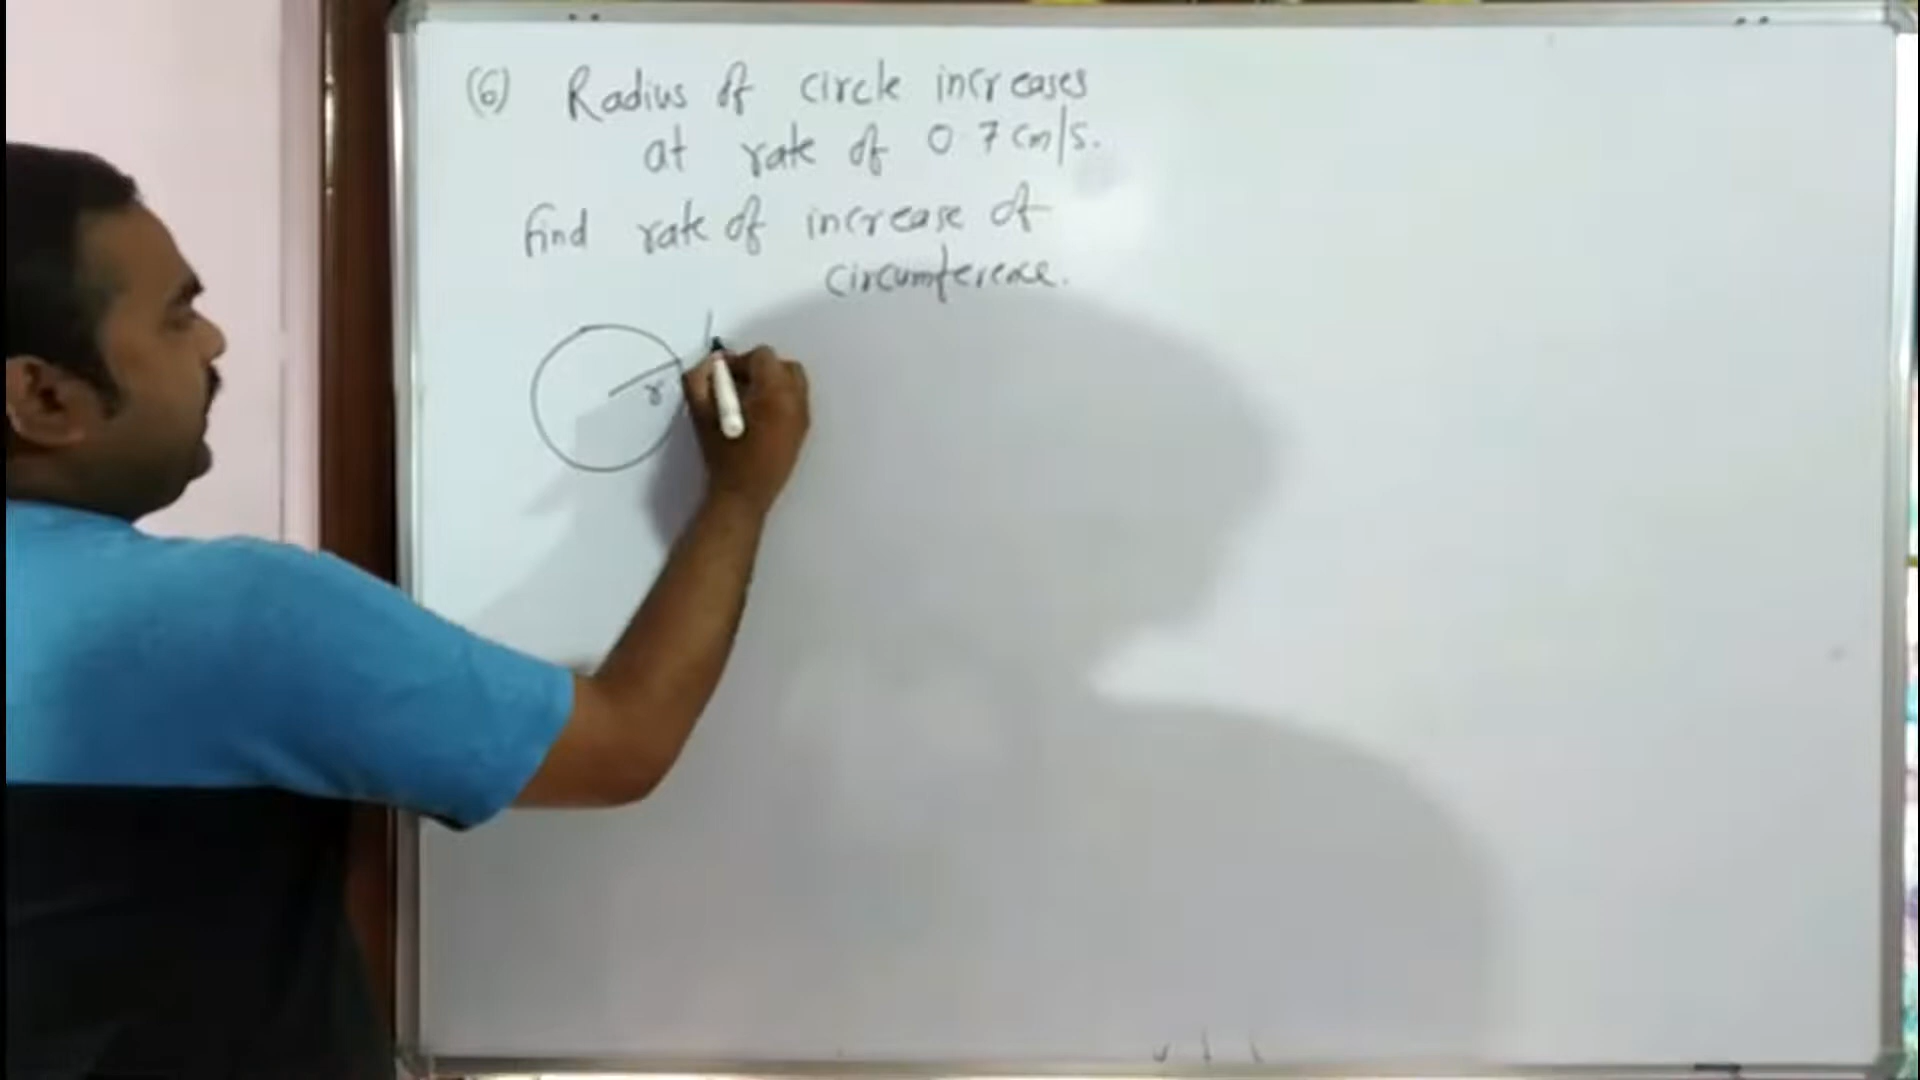 (6) Radius of circle increases
at rate of 0.7 cm/s.
find rate of increase of
circumference.
r